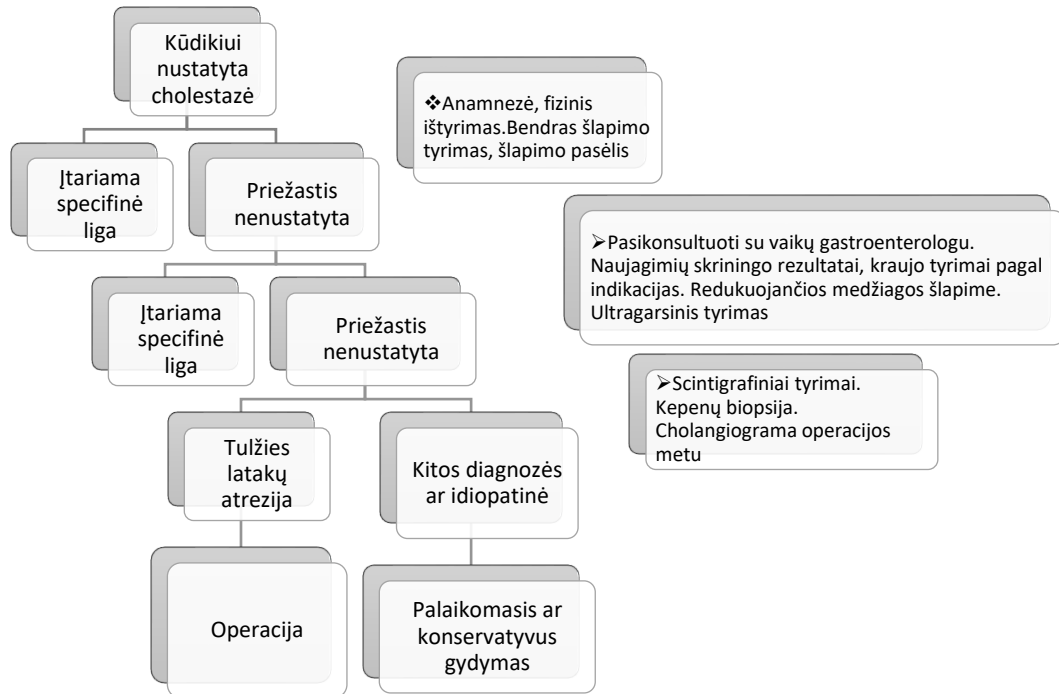 Kūdikiui
nustatyta
cholestazė
❖Anamnezė, fizinis
ištyrimas.Bendras šlapimo
tyrimas, šlapimo pasėlis
Įtariama
specifinė
liga
Priežastis
nenustatyta
➢Pasikonsultuoti su vaikų gastroenterologu.
Naujagimių skriningo rezultatai, kraujo tyrimai pagal
indikacijas. Redukuojančios medžiagos šlapime.
Ultragarsinis tyrimas
Įtariama
specifinė
liga
Priežastis
nenustatyta
➢Scintigrafiniai tyrimai.
Kepenų biopsija.
Cholangiograma operacijos
metu
Tulžies
latakų
atrezija
Kitos diagnozės
ar idiopatinė
Operacija
Palaikomasis ar
konservatyvus
gydymas